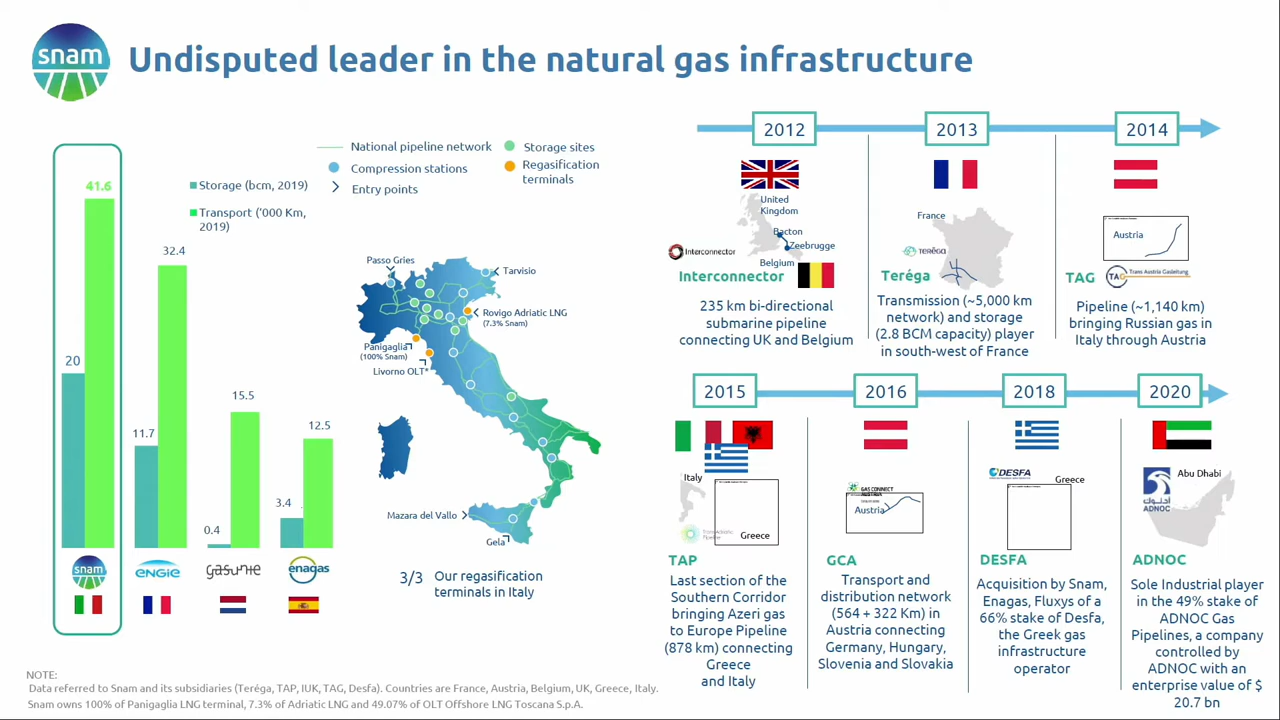 snam
Undisputed leader in the natural gas infrastructure
41.6
20
32.4
11.7
15.5
0.4
12.5
3.4
Storage (bcm, 2019)
Transport ('000 Km,
2019)
snam
ENGIE
gasunie
enagas
National pipeline network
Compression stations
Entry points
Storage sites
Regasification
terminals
Passo Gries
Tarvisio
Rovigo Adriatic LNG
(7.3% Snam)
Panigaglia
(100% Snam)
Livorno OLT*
Mazara del Vallo
Gela
3/3 Our regasification
terminals in Italy
2012
United
Kingdom
Bacton
Zeebrugge
Belgium
Interconnector
Interconnector
235 km bi-directional
submarine pipeline
connecting UK and Belgium
2013
France
TERÉGA
Teréga
Transmission (~5,000 km
network) and storage
(2.8 BCM capacity) player
in south-west of France
2014
Austria
TAG Trans Austria Gasleitung
TAG
Pipeline (~1,140 km)
bringing Russian gas in
Italy through Austria
2015
Italy
Greece
Trans Adriatic
Pipeline
TAP
Last section of the
Southern Corridor
bringing Azeri gas
to Europe Pipeline
(878 km) connecting
Greece
and Italy
2016
GAS CONNECT
AUSTRIA
Austria
GCA
Transport and
distribution network
(564 + 322 Km) in
Austria connecting
Germany, Hungary,
Slovenia and Slovakia
2018
DESFA
Greece
DESFA
Acquisition by Snam,
Enagas, Fluxys of a
66% stake of Desfa,
the Greek gas
infrastructure
operator
2020
أدنوك
ADNOC
Abu Dhabi
ADNOC
Sole Industrial player
in the 49% stake of
ADNOC Gas
Pipelines, a company
controlled by
ADNOC with an
enterprise value of $
20.7 bn
NOTE:
Data referred to Snam and its subsidiaries (Teréga, TAP, IUK, TAG, Desfa). Countries are France, Austria, Belgium, UK, Greece, Italy.
Snam owns 100% of Panigaglia LNG terminal, 7.3% of Adriatic LNG and 49.07% of OLT Offshore LNG Toscana S.p.A.